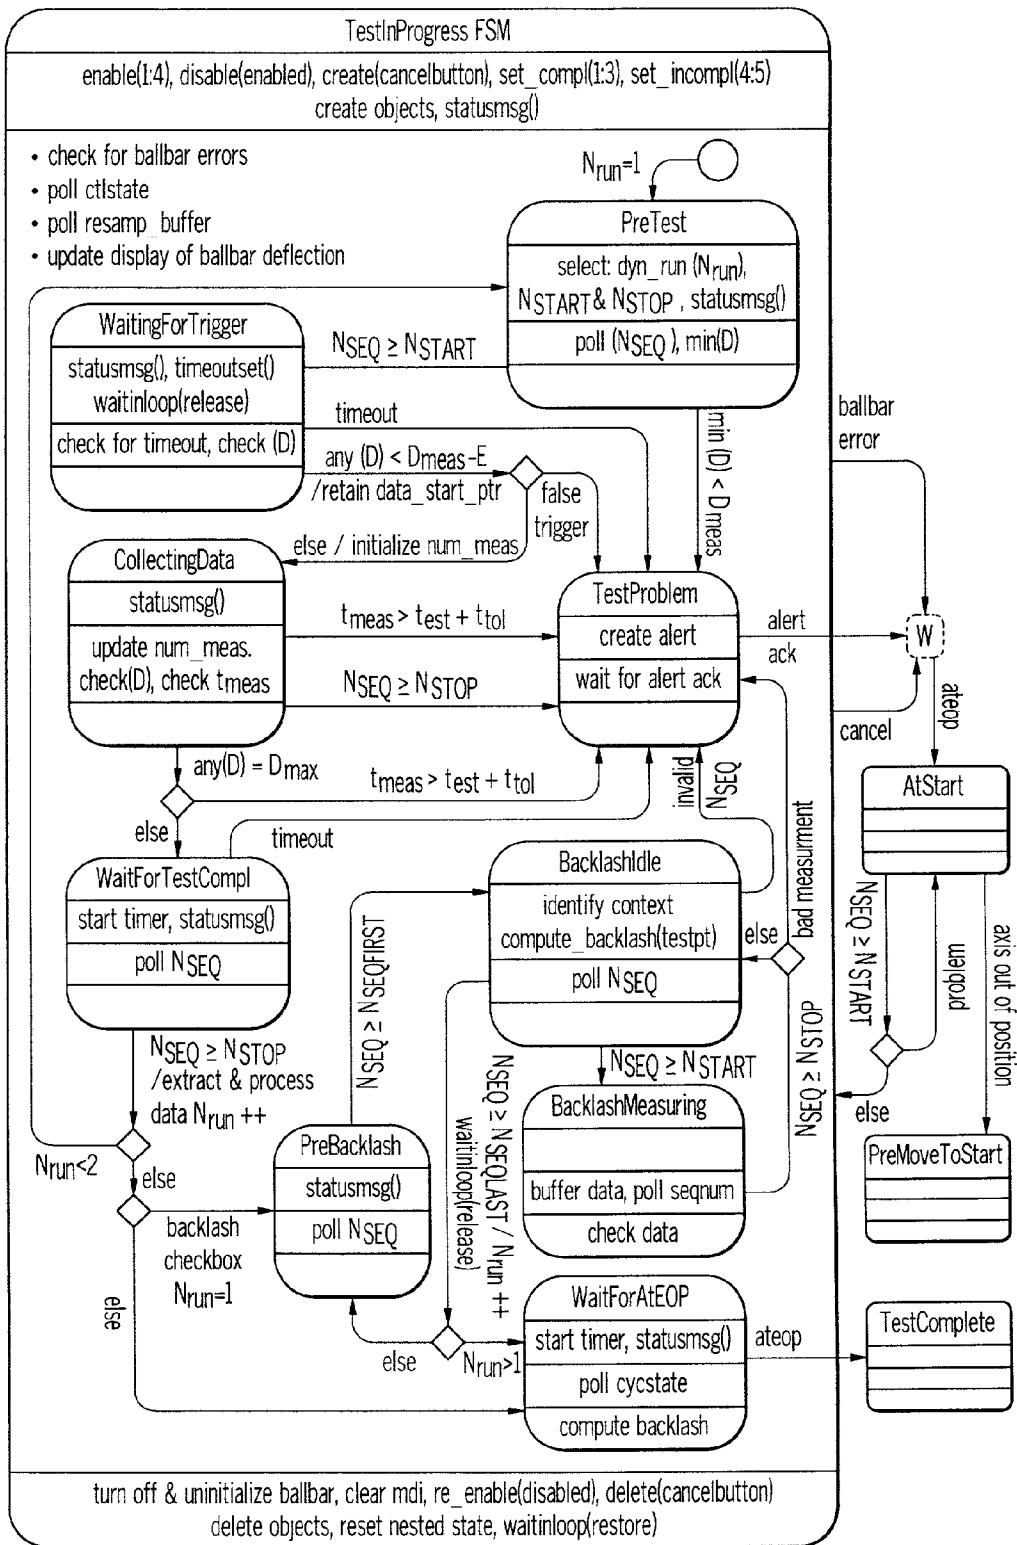 TestInProgress FSM
enable(1:4), disable(enabled), create(cancelbutton), set_compl(1:3), set_incompl(4:5)
create objects, statusmsg()
• check for ballbar errors
• poll ctlstate
• poll resamp_buffer
• update display of ballbar deflection
Nrun=1
PreTest
select: dyn_run (Nrun),
NSTART & NSTOP , statusmsg()
poll (NSEQ ), min(D)
WaitingForTrigger
statusmsg(), timeoutset()
waitinloop(release)
check for timeout, check (D)
NSEQ ≥ NSTART
timeout
any (D) < Dmeas-E
/retain data_start_ptr
false
trigger
min (D) < Dmeas
ballbar
error
else / initialize num_meas
CollectingData
statusmsg()
update num_meas.
check(D), check tmeas
tmeas > test + ttol
NSEQ ≥ NSTOP
TestProblem
create alert
wait for alert ack
alert
ack
W
cancel
ateop
any(D) = Dmax
tmeas > test + ttol
else
timeout
invalid
NSEQ
bad measurment
AtStart
WaitForTestCompl
start timer, statusmsg()
poll NSEQ
BacklashIdle
identify context
compute_backlash(testpt)
poll NSEQ
else
NSEQ ≥ NSEQFIRST
NSEQ ≥ NSTART
problem
axis out of position
else
PreMoveToStart
NSEQ ≥ NSTOP
/extract & process
data Nrun ++
Nrun<2
else
backlash
checkbox
Nrun=1
else
PreBacklash
statusmsg()
poll NSEQ
NSEQ ≥ NSEQLAST / Nrun ++
waitinloop(release)
NSEQ ≥ NSTART
BacklashMeasuring
buffer data, poll seqnum
check data
NSEQ ≥ NSTOP
else
Nrun>1
WaitForAtEOP
start timer, statusmsg()
poll cycstate
compute backlash
ateop
TestComplete
turn off & uninitialize ballbar, clear mdi, re_enable(disabled), delete(cancelbutton)
delete objects, reset nested state, waitinloop(restore)